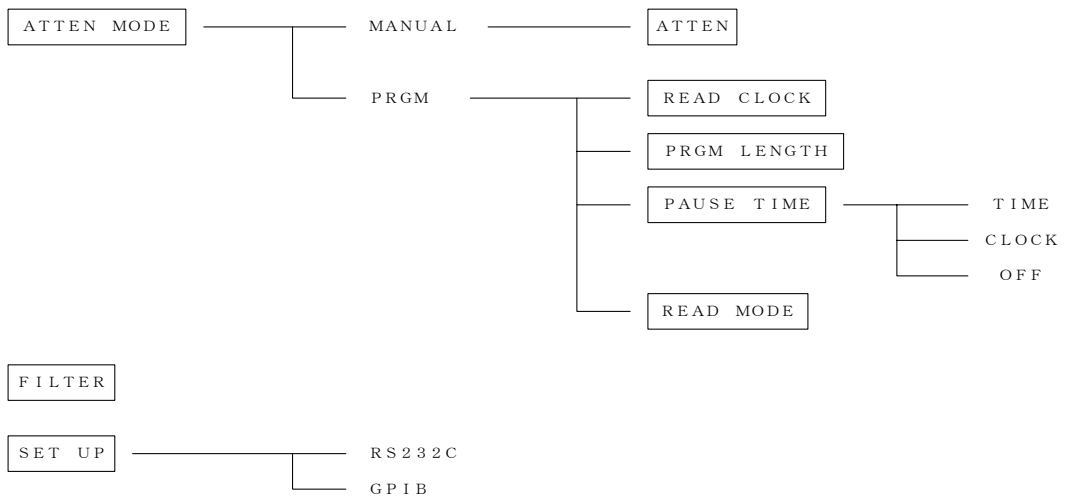 ATTEN MODE MANUAL ATTEN
PRGM READ CLOCK
PRGM LENGTH
PAUSE TIME TIME
CLOCK
OFF
READ MODE
FILTER
SET UP RS232C
GPIB